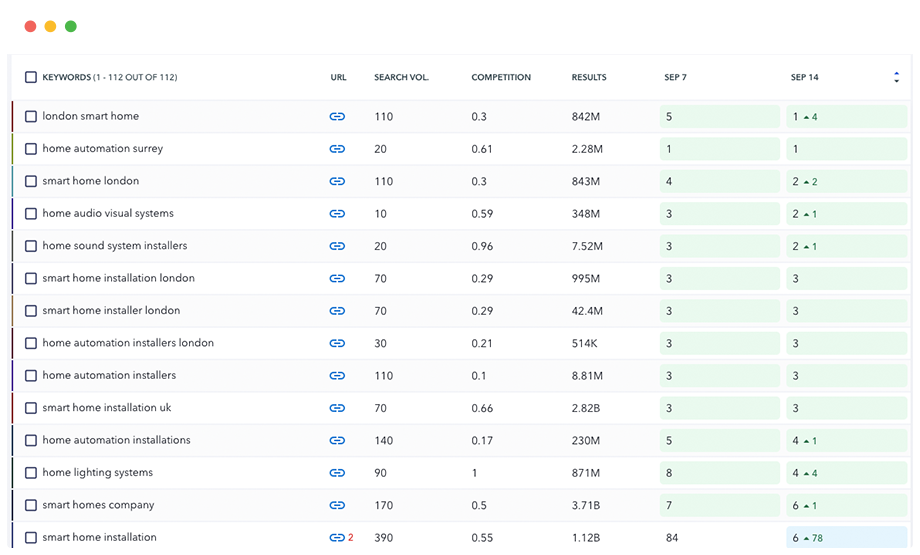 KEYWORDS (1 - 112 OUT OF 112) URL SEARCH VOL. COMPETITION RESULTS SEP 7 SEP 14
london smart home 110 0.3 842M 5 1 ▲ 4
home automation surrey 20 0.61 2.28M 1 1
smart home london 110 0.3 843M 4 2 ▲ 2
home audio visual systems 10 0.59 348M 3 2 ▲ 1
home sound system installers 20 0.96 7.52M 3 2 ▲ 1
smart home installation london 70 0.29 995M 3 3
smart home installer london 70 0.29 42.4M 3 3
home automation installers london 30 0.21 514K 3 3
home automation installers 110 0.1 8.81M 3 3
smart home installation uk 70 0.66 2.82B 3 3
home automation installations 140 0.17 230M 5 4 ▲ 1
home lighting systems 90 1 871M 8 4 ▲ 4
smart homes company 170 0.5 3.71B 7 6 ▲ 1
smart home installation 2 390 0.55 1.12B 84 6 ▲ 78